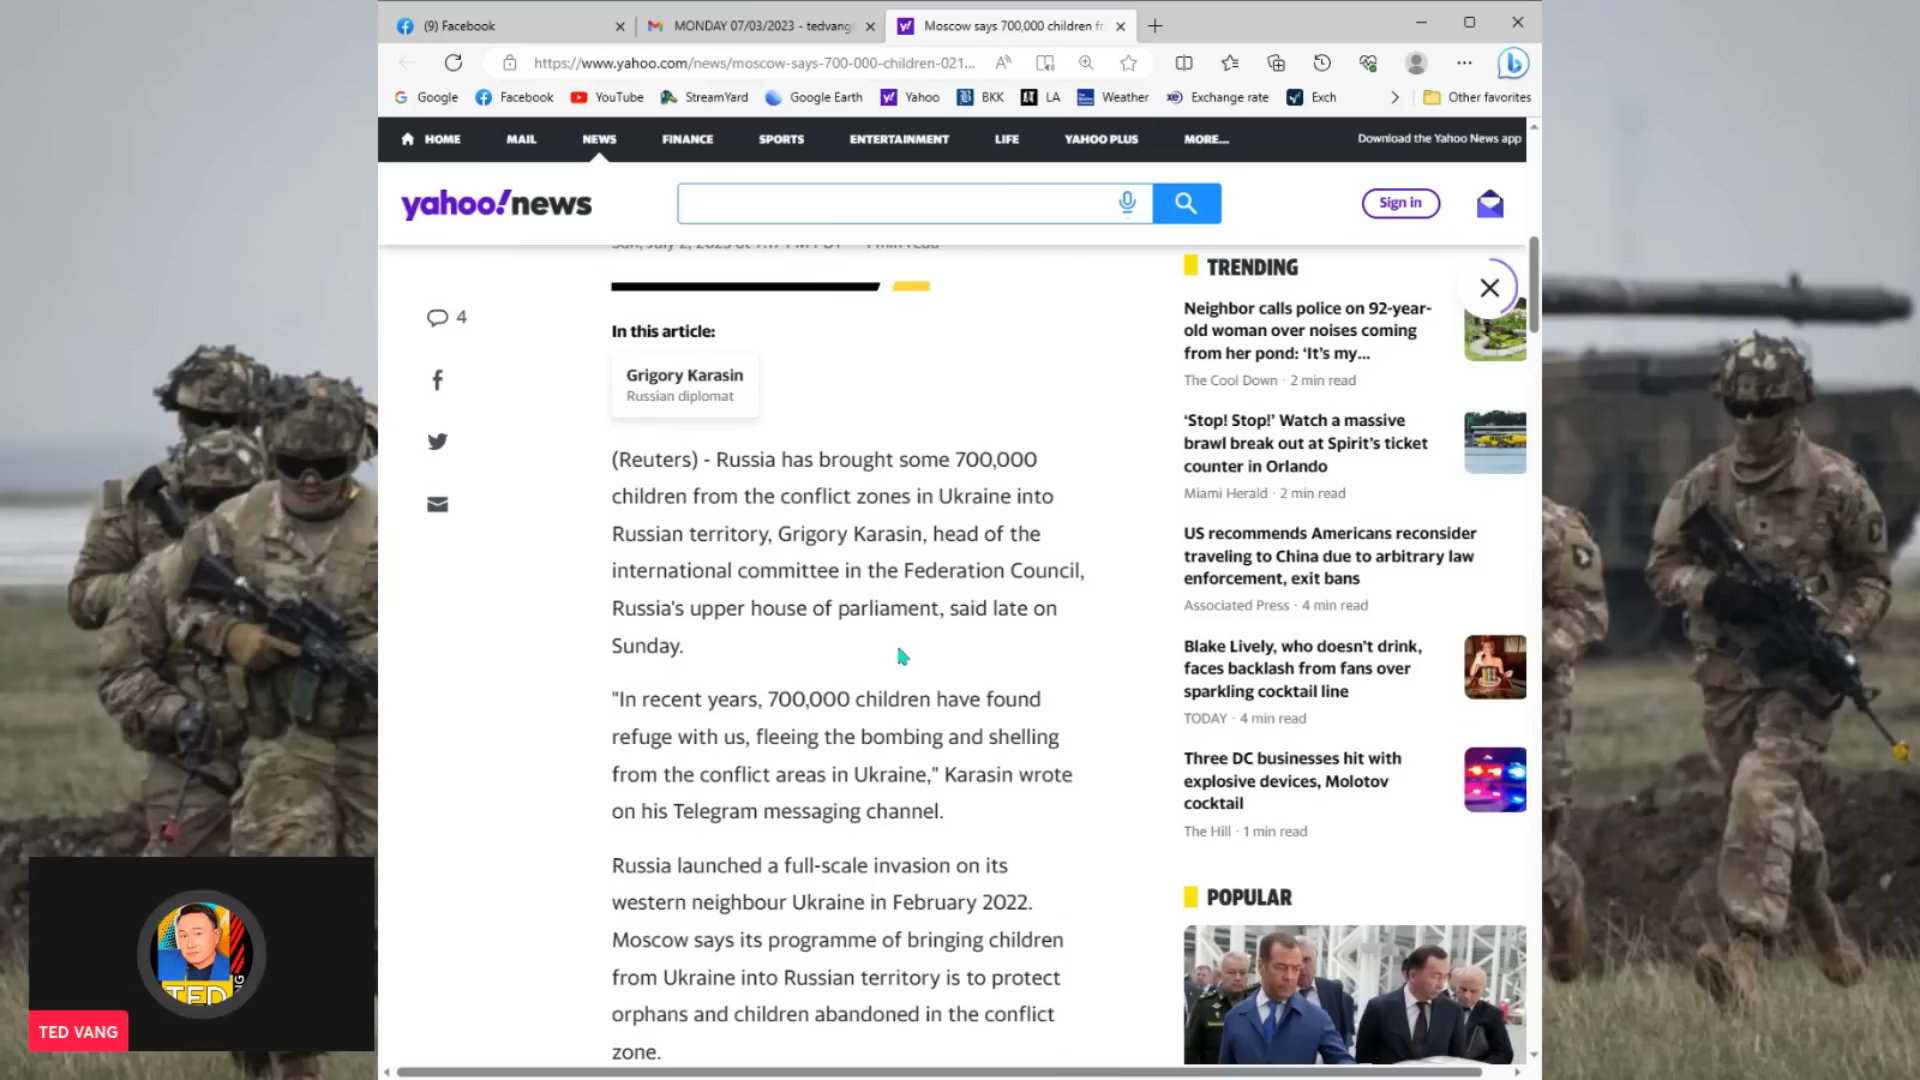 (9) Facebook
MONDAY 07/03/2023 - tedvang
Moscow says 700,000 children fr
https://www.yahoo.com/news/moscow-says-700-000-children-021...
Google
Facebook
YouTube
StreamYard
Google Earth
Yahoo
BKK
LA
Weather
Exchange rate
Exch
Other favorites
HOME
MAIL
NEWS
FINANCE
SPORTS
ENTERTAINMENT
LIFE
YAHOO PLUS
MORE...
Download the Yahoo News app
yahoo!news
Sign in
Sun, July 2, 2023 at 7:17 PM PDT · 1 min read
4
In this article:
Grigory Karasin
Russian diplomat
(Reuters) - Russia has brought some 700,000
children from the conflict zones in Ukraine into
Russian territory, Grigory Karasin, head of the
international committee in the Federation Council,
Russia's upper house of parliament, said late on
Sunday.
"In recent years, 700,000 children have found
refuge with us, fleeing the bombing and shelling
from the conflict areas in Ukraine," Karasin wrote
on his Telegram messaging channel.
Russia launched a full-scale invasion on its
western neighbour Ukraine in February 2022.
Moscow says its programme of bringing children
from Ukraine into Russian territory is to protect
orphans and children abandoned in the conflict
zone.
TRENDING
Neighbor calls police on 92-year-
old woman over noises coming
from her pond: ‘It’s my...
The Cool Down · 2 min read
‘Stop! Stop!’ Watch a massive
brawl break out at Spirit’s ticket
counter in Orlando
Miami Herald · 2 min read
US recommends Americans reconsider
traveling to China due to arbitrary law
enforcement, exit bans
Associated Press · 4 min read
Blake Lively, who doesn’t drink,
faces backlash from fans over
sparkling cocktail line
TODAY · 4 min read
Three DC businesses hit with
explosive devices, Molotov
cocktail
The Hill · 1 min read
POPULAR
TED
TED VANG